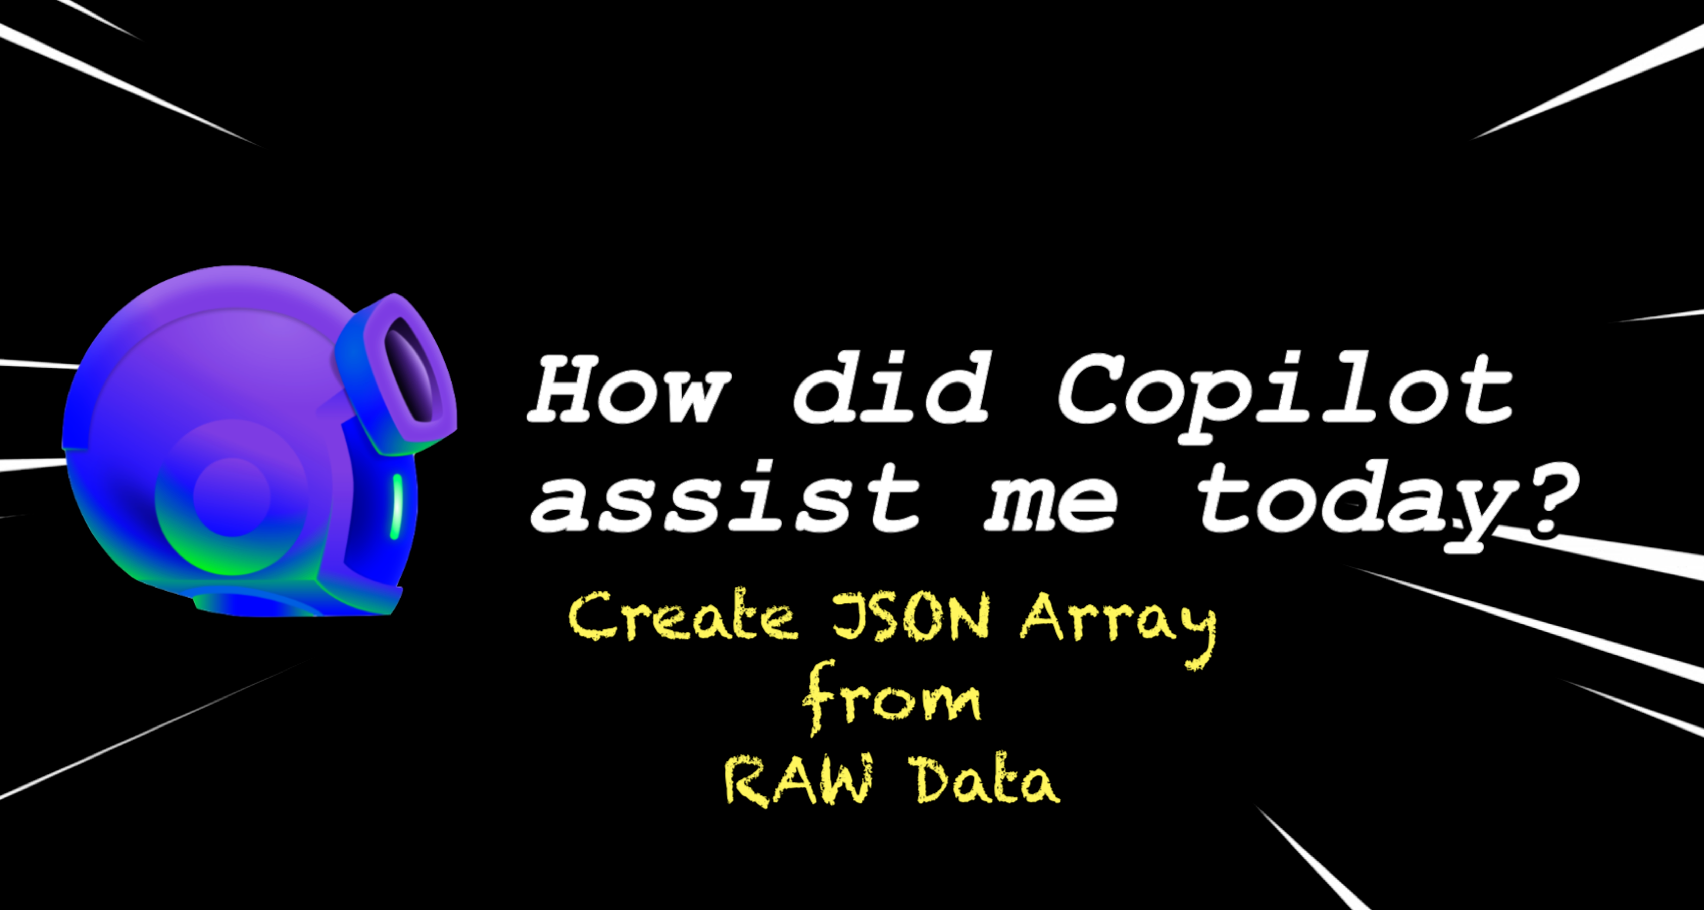 How did Copilot
assist me today?
Create JSON Array
from
RAW Data